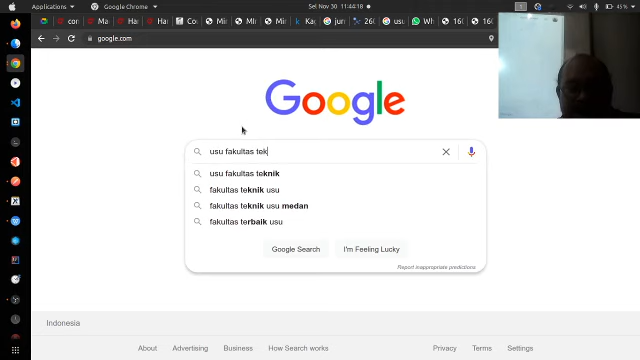 Applications
Google Chrome
Sel Nov 30 11:44:18
1
45%
google.com
Google
usu fakultas tek
usu fakultas teknik
fakultas teknik usu
fakultas teknik usu medan
fakultas terbaik usu
Google Search
I'm Feeling Lucky
Report inappropriate predictions
Indonesia
About
Advertising
Business
How Search works
Privacy
Terms
Settings